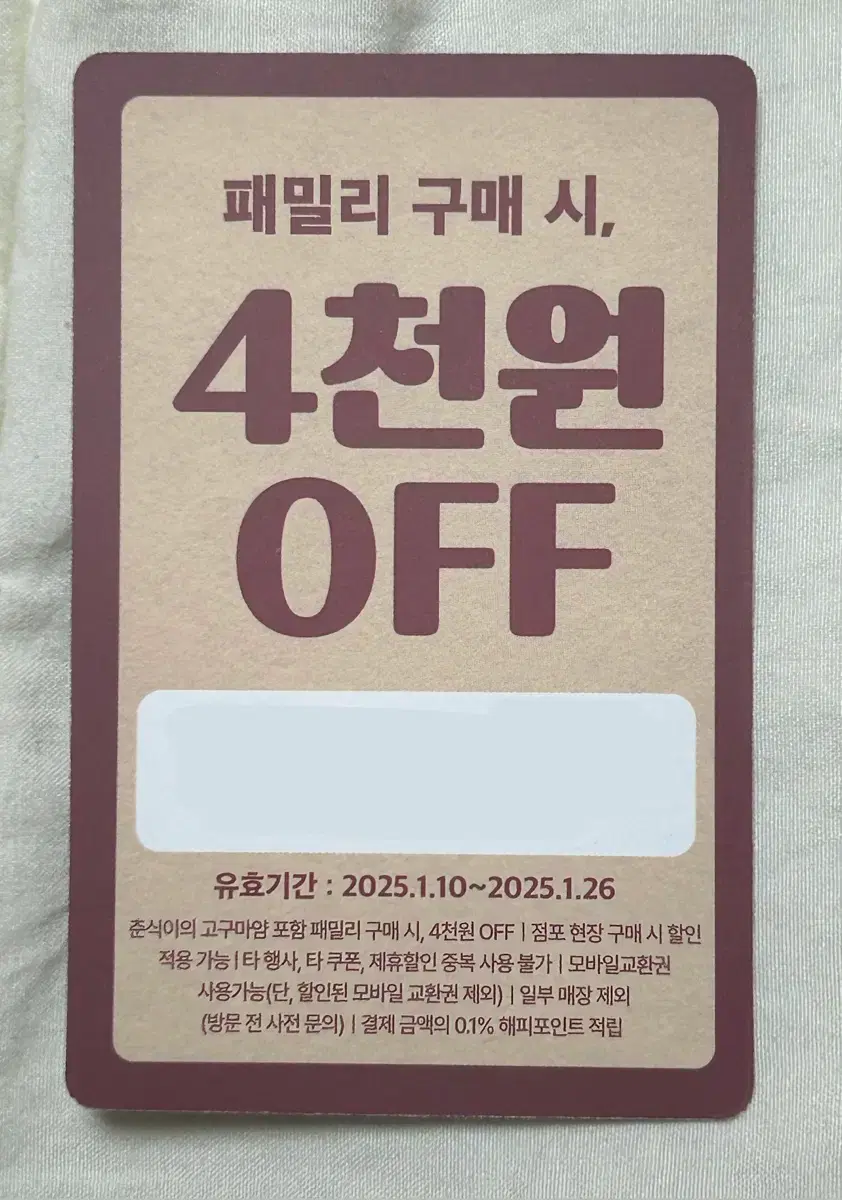 패밀리 구매 시,
4천원
OFF
유효기간 : 2025.1.10~2025.1.26
춘식이의 고구마얌 포함 패밀리 구매 시, 4천원 OFF | 점포 현장 구매 시 할인
적용 가능 | 타 행사, 타 쿠폰, 제휴할인 중복 사용 불가 | 모바일교환권
사용가능(단, 할인된 모바일 교환권 제외) | 일부 매장 제외
(방문 전 사전 문의) | 결제 금액의 0.1% 해피포인트 적립